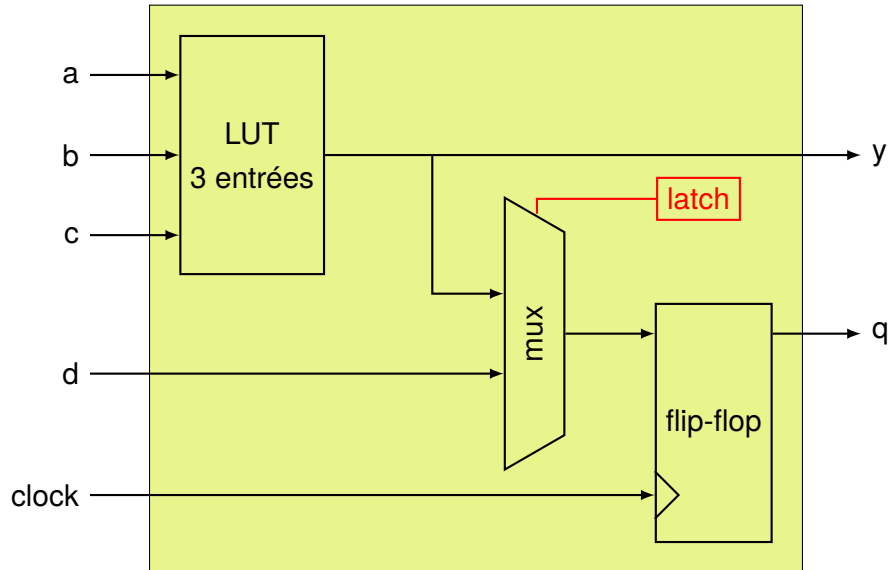 a
b
c
LUT
3 entrées
y
latch
mux
d
q
flip-flop
clock